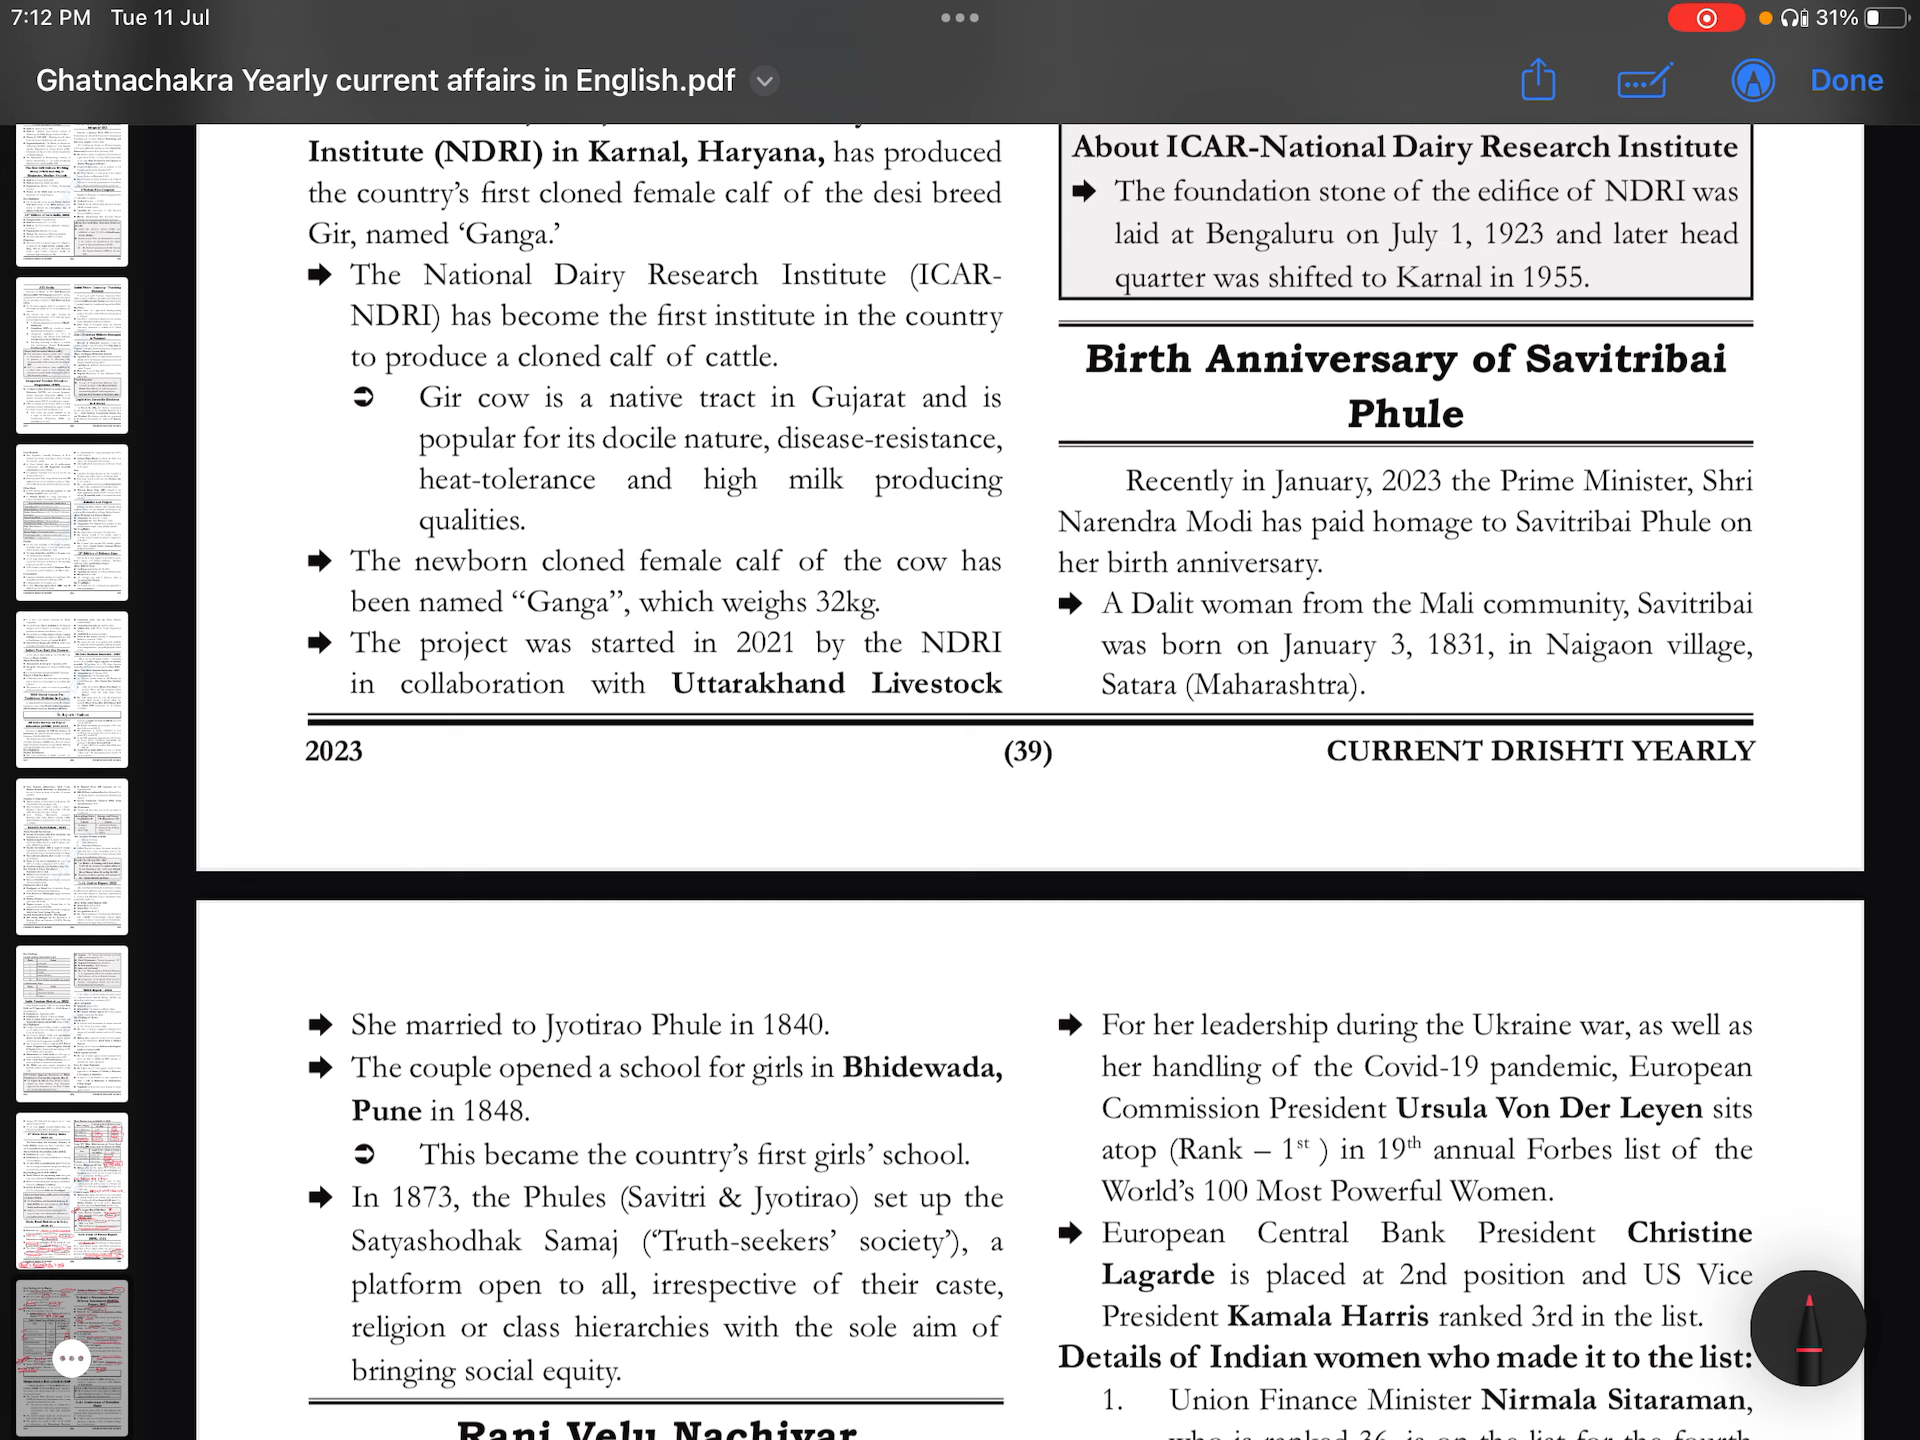 7:12 PM Tue 11 Jul
31%
Ghatnachakra Yearly current affairs in English.pdf
Done
Institute (NDRI) in Karnal, Haryana, has produced
the country's first cloned female calf of the desi breed
Gir, named 'Ganga.'
➡ The National Dairy Research Institute (ICAR-
NDRI) has become the first institute in the country
to produce a cloned calf of cattle.
➲ Gir cow is a native tract in Gujarat and is
popular for its docile nature, disease-resistance,
heat-tolerance and high milk producing
qualities.
➡ The newborn cloned female calf of the cow has
been named “Ganga”, which weighs 32kg.
➡ The project was started in 2021 by the NDRI
in collaboration with Uttarakhand Livestock
About ICAR-National Dairy Research Institute
➡ The foundation stone of the edifice of NDRI was
laid at Bengaluru on July 1, 1923 and later head
quarter was shifted to Karnal in 1955.
Birth Anniversary of Savitribai
Phule
Recently in January, 2023 the Prime Minister, Shri
Narendra Modi has paid homage to Savitribai Phule on
her birth anniversary.
➡ A Dalit woman from the Mali community, Savitribai
was born on January 3, 1831, in Naigaon village,
Satara (Maharashtra).
2023 (39) CURRENT DRISHTI YEARLY
➡ She married to Jyotirao Phule in 1840.
➡ The couple opened a school for girls in Bhidewada,
Pune in 1848.
➲ This became the country's first girls' school.
➡ In 1873, the Phules (Savitri & Jyotirao) set up the
Satyashodhak Samaj ('Truth-seekers' society'), a
platform open to all, irrespective of their caste,
religion or class hierarchies with the sole aim of
bringing social equity.
Rani Velu Nachiyar
➡ For her leadership during the Ukraine war, as well as
her handling of the Covid-19 pandemic, European
Commission President Ursula Von Der Leyen sits
atop (Rank – 1st ) in 19th annual Forbes list of the
World's 100 Most Powerful Women.
➡ European Central Bank President Christine
Lagarde is placed at 2nd position and US Vice
President Kamala Harris ranked 3rd in the list.
Details of Indian women who made it to the list:
1. Union Finance Minister Nirmala Sitaraman,
who is ranked 36, is on the list for the fourth